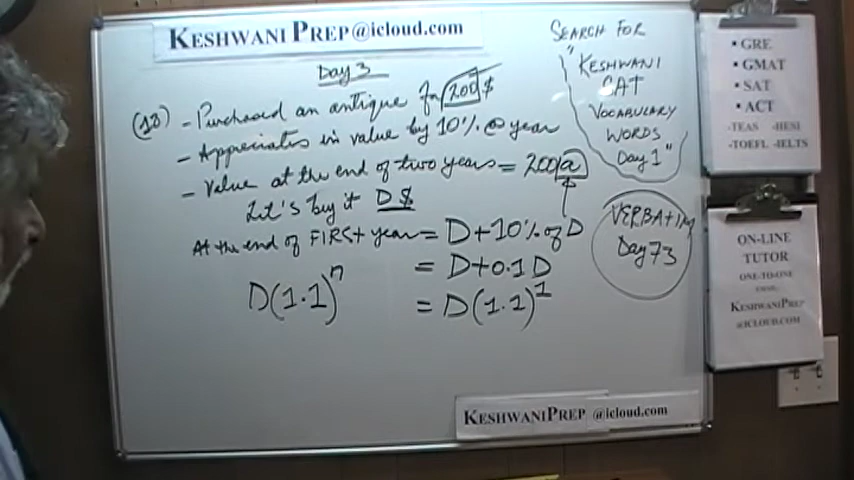 KESHWANI PREP@icloud.com
Day 3
(18) - Purchased an antique for 200$
- Appreciates in value by 10% @ year
- Value at the end of two years = 200(a)
Let's buy it D $
At the end of FIRST year = D+10% of D
= D+0.1D
D(1.1)^n = D(1.1)^1
SEARCH FOR
"KESHWANI
CAT
VOCABULARY
WORDS
Day 1"
VERBATIM
Day 73
• GRE
• GMAT
• SAT
• ACT
-TEAS -HESI
-TOEFL -IELTS
ON-LINE
TUTOR
ONE-TO-ONE
KESHWANIPREP
@ICLOUD.COM
KESHWANIPREP @icloud.com